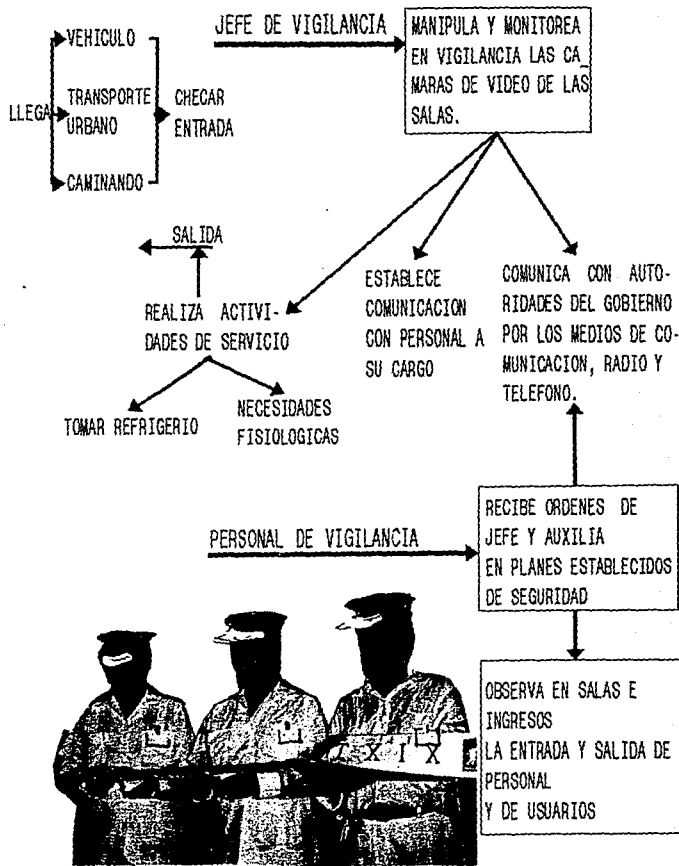 VEHICULO
LLEGA
TRANSPORTE
URBANO
CAMINANDO
CHECAR
ENTRADA
JEFE DE VIGILANCIA
MANIPULA Y MONITOREA
EN VIGILANCIA LAS CA_
MARAS DE VIDEO DE LAS
SALAS.
SALIDA
REALIZA ACTIVI-
DADES DE SERVICIO
TOMAR REFRIGERIO
NECESIDADES
FISIOLOGICAS
ESTABLECE
COMUNICACION
CON PERSONAL A
SU CARGO
COMUNICA CON AUTO-
RIDADES DEL GOBIERNO
POR LOS MEDIOS DE CO-
MUNICACION, RADIO Y
TELEFONO.
PERSONAL DE VIGILANCIA
RECIBE ORDENES DE
JEFE Y AUXILIA
EN PLANES ESTABLECIDOS
DE SEGURIDAD
OBSERVA EN SALAS E
INGRESOS
LA ENTRADA Y SALIDA DE
PERSONAL
Y DE USUARIOS